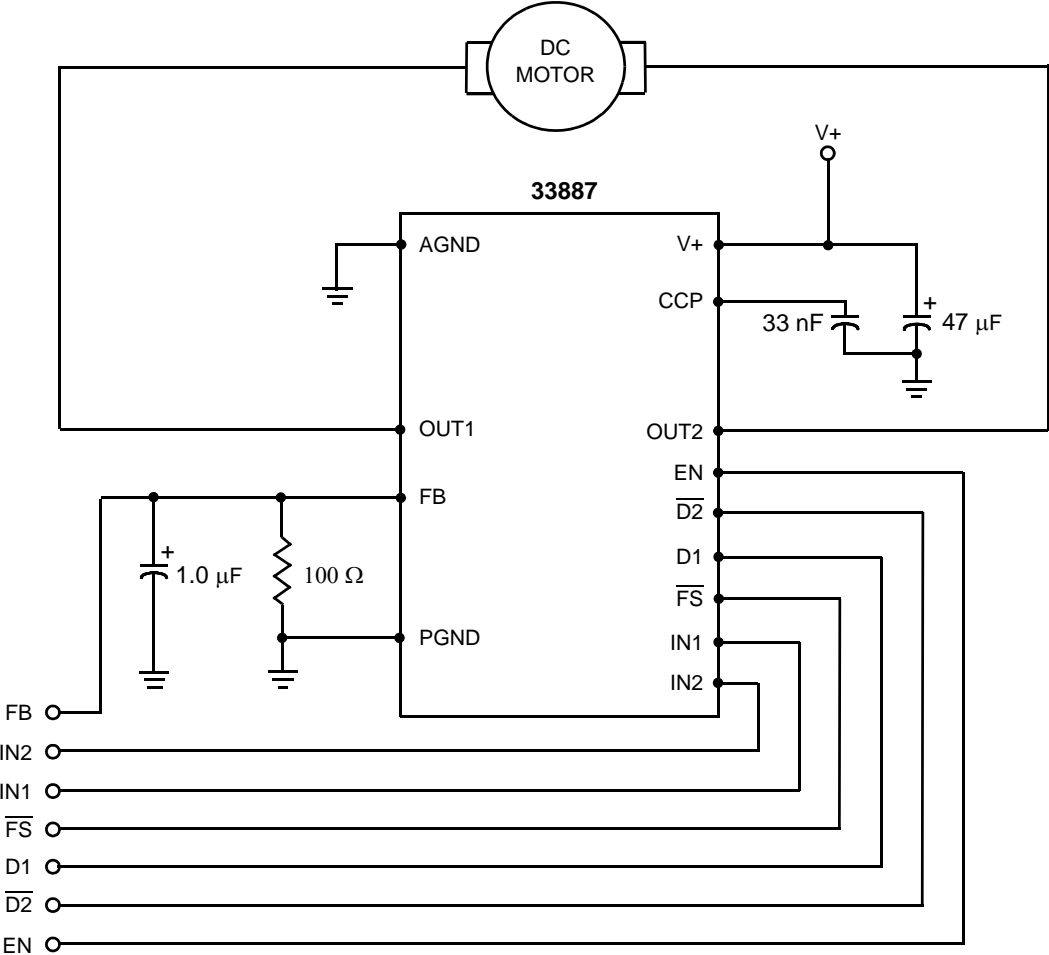 DC
MOTOR
V+
33887
AGND
V+
CCP
33 nF
+
47 μF
OUT1
OUT2
FB
EN
D2
+
1.0 μF
100 Ω
D1
FS
PGND
IN1
IN2
FB
IN2
IN1
FS
D1
D2
EN